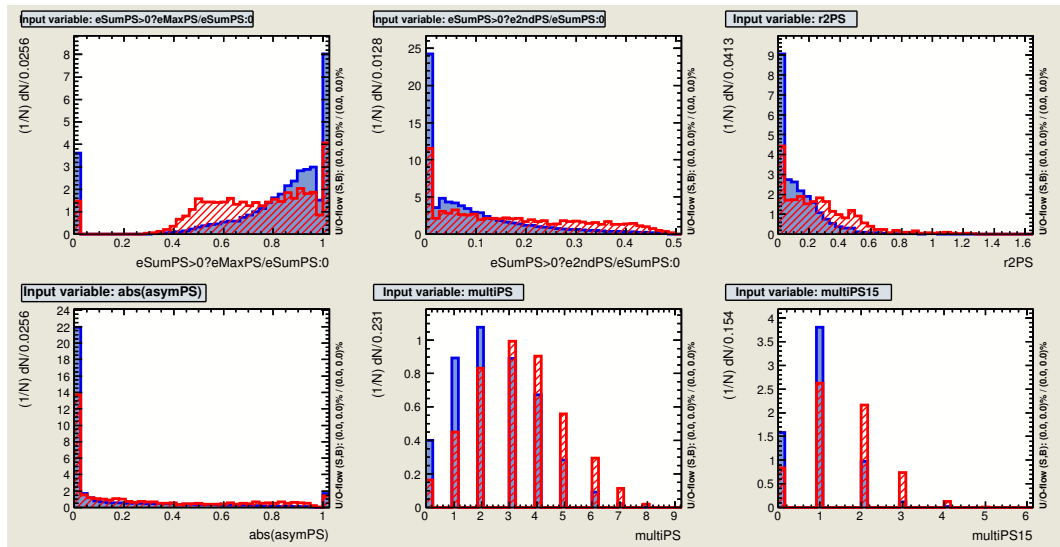 Input variable: eSumPS>0?eMaxPS/eSumPS:0
(1/N) dN/0.0256
8
7
6
5
4
3
2
1
0
0 0.2 0.4 0.6 0.8 1
eSumPS>0?eMaxPS/eSumPS:0
U/O-flow (S,B): (0.0, 0.0)% / (0.0, 0.0)%
Input variable: eSumPS>0?e2ndPS/eSumPS:0
(1/N) dN/0.0128
25
20
15
10
5
0
0 0.1 0.2 0.3 0.4 0.5
eSumPS>0?e2ndPS/eSumPS:0
U/O-flow (S,B): (0.0, 0.0)% / (0.0, 0.0)%
Input variable: r2PS
(1/N) dN/0.0413
9
8
7
6
5
4
3
2
1
0
0 0.2 0.4 0.6 0.8 1 1.2 1.4 1.6
r2PS
U/O-flow (S,B): (0.0, 0.0)% / (0.0, 0.0)%
Input variable: abs(asymPS)
(1/N) dN/0.0256
24
22
20
18
16
14
12
10
8
6
4
2
0
0 0.2 0.4 0.6 0.8 1
abs(asymPS)
U/O-flow (S,B): (0.0, 0.0)% / (0.0, 0.0)%
Input variable: multiPS
(1/N) dN/0.231
1
0.8
0.6
0.4
0.2
0
0 1 2 3 4 5 6 7 8 9
multiPS
U/O-flow (S,B): (0.0, 0.0)% / (0.0, 0.0)%
Input variable: multiPS15
(1/N) dN/0.154
4
3.5
3
2.5
2
1.5
1
0.5
0
0 1 2 3 4 5 6
multiPS15
U/O-flow (S,B): (0.0, 0.0)% / (0.0, 0.0)%